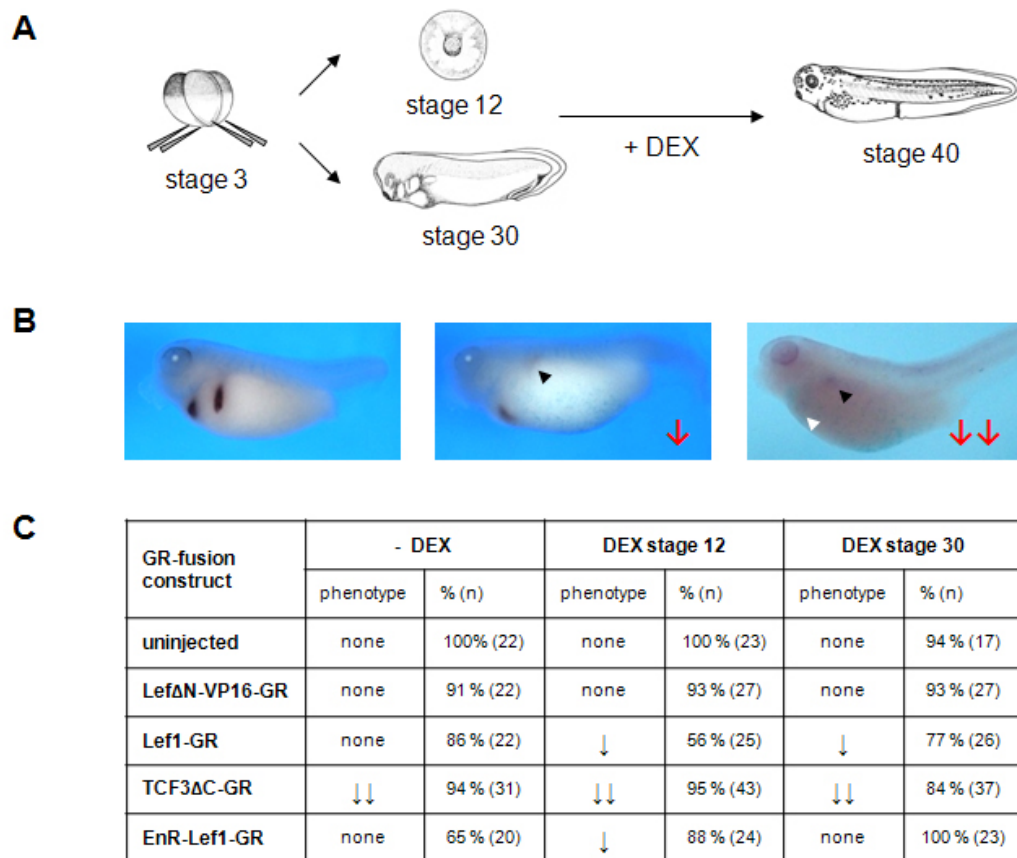 A
stage 3
stage 12
stage 30
+ DEX
stage 40
B
C
GR-fusion construct | - DEX | DEX stage 12 | DEX stage 30
phenotype | % (n) | phenotype | % (n) | phenotype | % (n)
uninjected | none | 100% (22) | none | 100 % (23) | none | 94 % (17)
LefΔN-VP16-GR | none | 91 % (22) | none | 93 % (27) | none | 93 % (27)
Lef1-GR | none | 86 % (22) | ↓ | 56 % (25) | ↓ | 77 % (26)
TCF3ΔC-GR | ↓↓ | 94 % (31) | ↓↓ | 95 % (43) | ↓↓ | 84 % (37)
EnR-Lef1-GR | none | 65 % (20) | ↓ | 88 % (24) | none | 100 % (23)